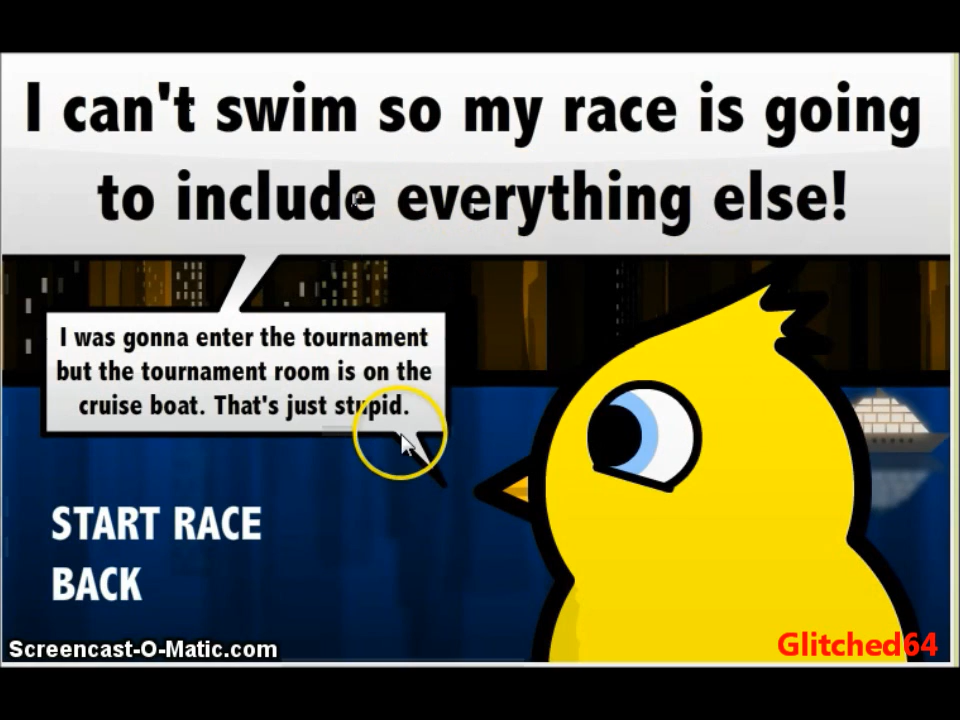 I can't swim so my race is going
to include everything else!
I was gonna enter the tournament
but the tournament room is on the
cruise boat. That's just stupid.
START RACE
BACK
Screencast-O-Matic.com
Glitched64